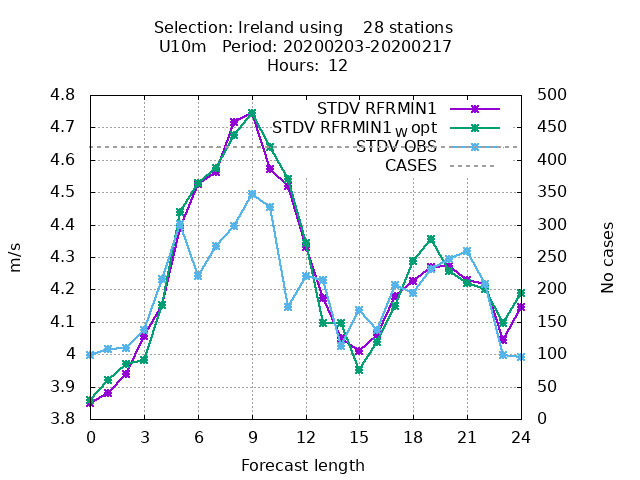 Selection: Ireland using 28 stations
U10m Period: 20200203-20200217
Hours: 12
STDV RFRMIN1
STDV RFRMIN1 w opt
STDV OBS
CASES
4.8
4.7
4.6
4.5
4.4
4.3
4.2
4.1
4
3.9
3.8
m/s
500
450
400
350
300
250
200
150
100
50
0
No cases
0 3 6 9 12 15 18 21 24
Forecast length